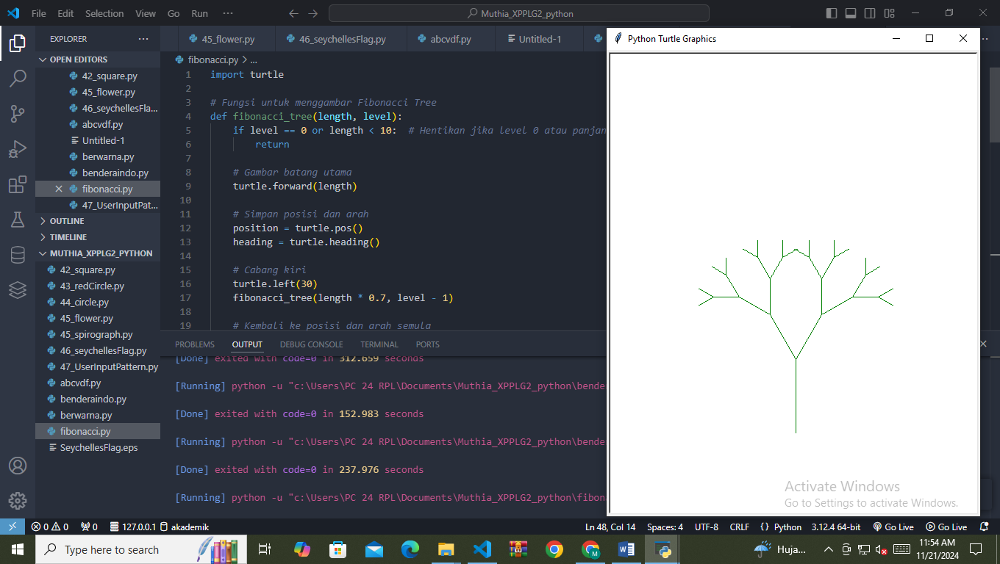 File Edit Selection View Go Run ···
Muthia_XPPLG2_python
EXPLORER
OPEN EDITORS
42_square.py
45_flower.py
46_seychellesFla...
abcvdf.py
Untitled-1
berwarna.py
benderaindo.py
fibonacci.py
47_UserInputPat...
OUTLINE
TIMELINE
MUTHIA_XPPLG2_PYTHON
42_square.py
43_redCircle.py
44_circle.py
45_flower.py
45_spirograph.py
46_seychellesFlag.py
47_UserInputPattern.py
abcvdf.py
benderaindo.py
berwarna.py
fibonacci.py
SeychellesFlag.eps
45_flower.py 46_seychellesFlag.py abcvdf.py Untitled-1
fibonacci.py > ...
1 import turtle
2
3 # Fungsi untuk menggambar Fibonacci Tree
4 def fibonacci_tree(length, level):
5 if level == 0 or length < 10: # Hentikan jika level 0 atau panjan
6 return
7
8 # Gambar batang utama
9 turtle.forward(length)
10
11 # Simpan posisi dan arah
12 position = turtle.pos()
13 heading = turtle.heading()
14
15 # Cabang kiri
16 turtle.left(30)
17 fibonacci_tree(length * 0.7, level - 1)
18
19 # Kembali ke posisi dan arah semula
PROBLEMS OUTPUT DEBUG CONSOLE TERMINAL PORTS
[Done] exited with code=0 in 312.659 seconds
[Running] python -u "c:\Users\PC 24 RPL\Documents\Muthia_XPPLG2_python\bende
[Done] exited with code=0 in 152.983 seconds
[Running] python -u "c:\Users\PC 24 RPL\Documents\Muthia_XPPLG2_python\bende
[Done] exited with code=0 in 237.976 seconds
[Running] python -u "c:\Users\PC 24 RPL\Documents\Muthia_XPPLG2_python\fibon
Python Turtle Graphics
Activate Windows
Go to Settings to activate Windows.
0 0 0 127.0.0.1 akademik
Ln 48, Col 14 Spaces: 4 UTF-8 CRLF {} Python 3.12.4 64-bit Go Live Go Live
Type here to search
Huja...
11:54 AM
11/21/2024